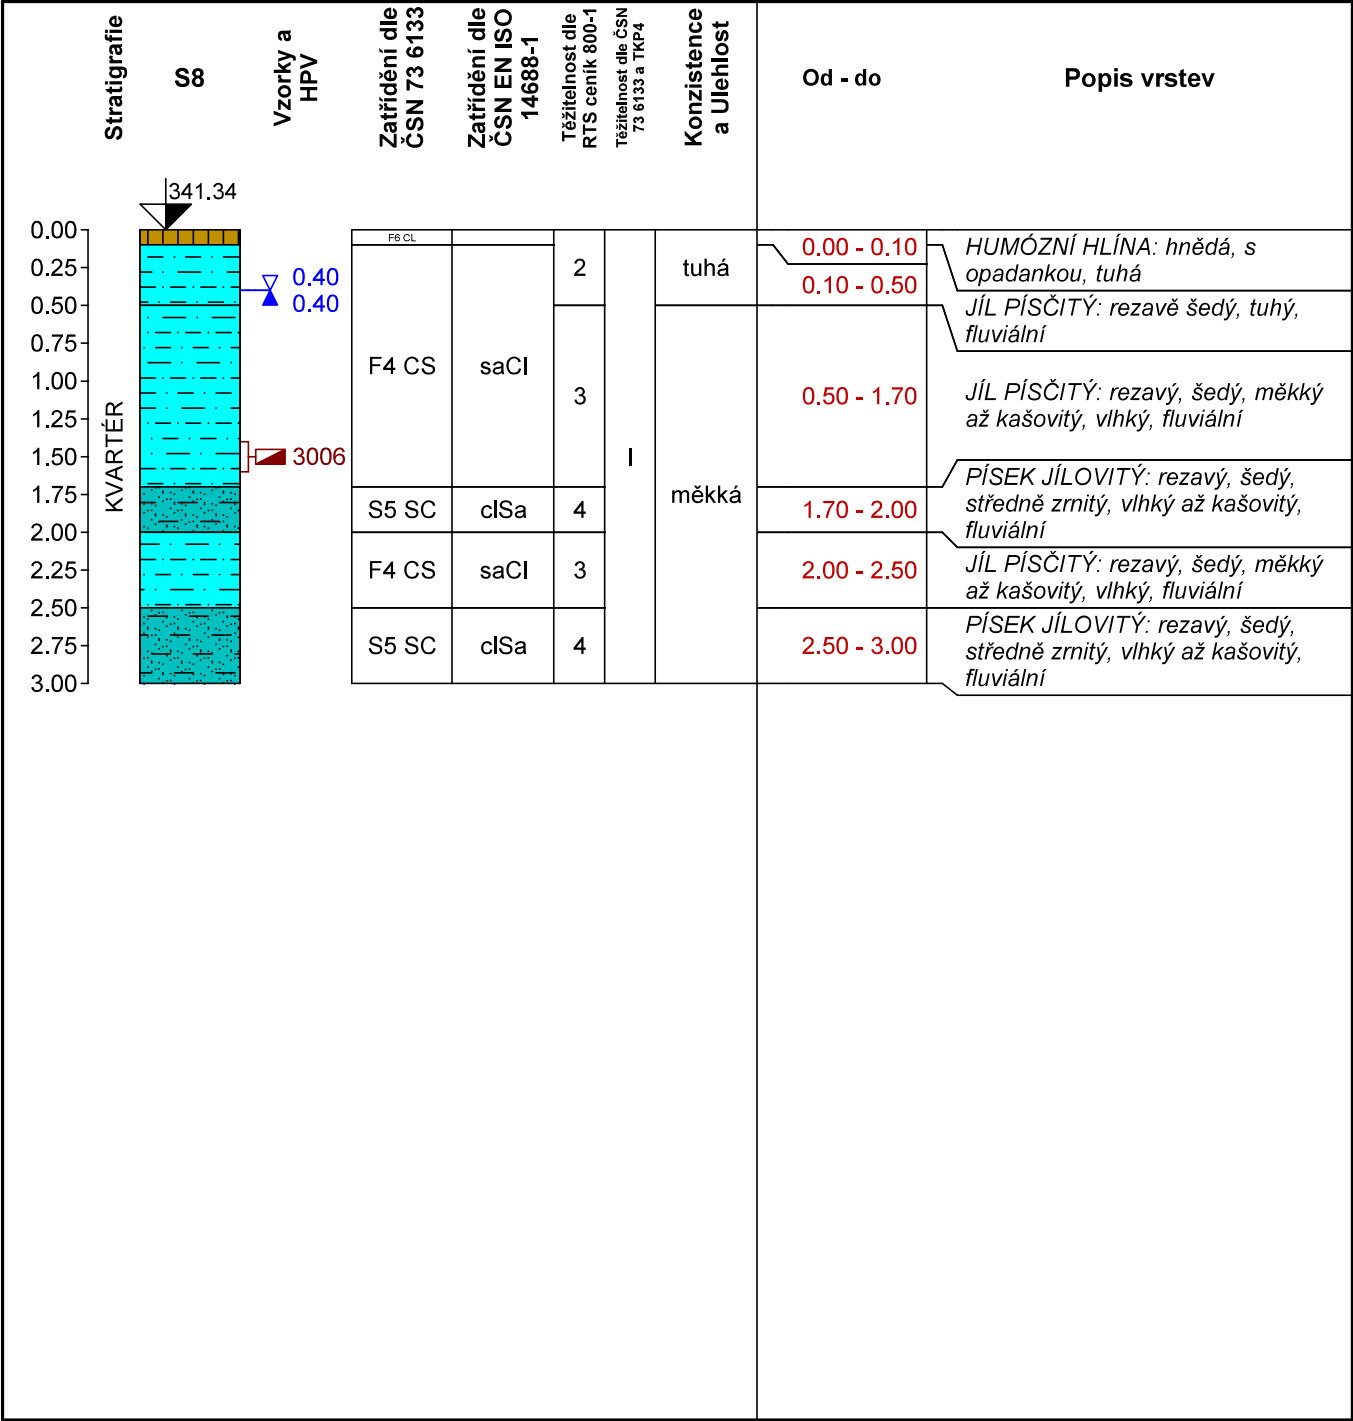 Stratigrafie
S8
Vzorky a
HPV
Zatřídění dle
ČSN 73 6133
Zatřídění dle
ČSN EN ISO
14688-1
Těžitelnost dle
RTS ceník 800-1
Těžitelnost dle ČSN
73 6133 a TKP4
Konzistence
a Ulehlost
Od - do
Popis vrstev
341.34
0.00
0.25
0.50
0.75
1.00
1.25
1.50
1.75
2.00
2.25
2.50
2.75
3.00
KVARTÉR
0.40
0.40
3006
F6 CL
F4 CS
S5 SC
F4 CS
S5 SC
saCl
clSa
saCl
clSa
2
3
4
3
4
I
tuhá
měkká
0.00 - 0.10
HUMÓZNÍ HLÍNA: hnědá, s
opadankou, tuhá
0.10 - 0.50
JÍL PÍSČITÝ: rezavě šedý, tuhý,
fluviální
0.50 - 1.70
JÍL PÍSČITÝ: rezavý, šedý, měkký
až kašovitý, vlhký, fluviální
1.70 - 2.00
PÍSEK JÍLOVITÝ: rezavý, šedý,
středně zrnitý, vlhký až kašovitý,
fluviální
2.00 - 2.50
JÍL PÍSČITÝ: rezavý, šedý, měkký
až kašovitý, vlhký, fluviální
2.50 - 3.00
PÍSEK JÍLOVITÝ: rezavý, šedý,
středně zrnitý, vlhký až kašovitý,
fluviální